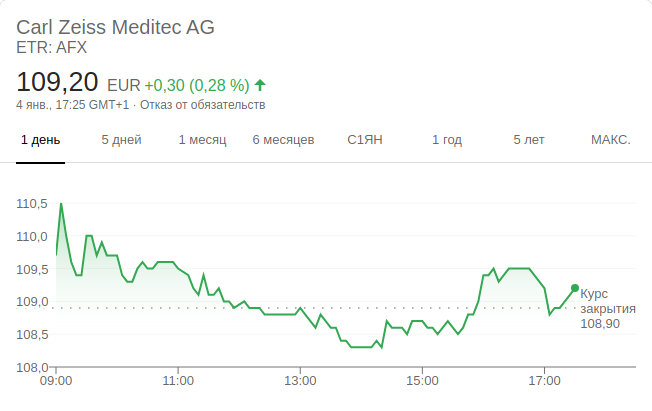 Carl Zeiss Meditec AG
ETR: AFX
109,20 EUR +0,30 (0,28 %)
4 янв., 17:25 GMT+1 · Отказ от обязательств
1 день 5 дней 1 месяц 6 месяцев С1ЯН 1 год 5 лет МАКС.
110,5
110,0
109,5
109,0
Курс
закрытия
108,90
108,5
108,0
09:00 11:00 13:00 15:00 17:00